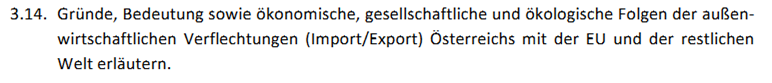 3.14. Gründe, Bedeutung sowie ökonomische, gesellschaftliche und ökologische Folgen der außen-
wirtschaftlichen Verflechtungen (Import/Export) Österreichs mit der EU und der restlichen
Welt erläutern.